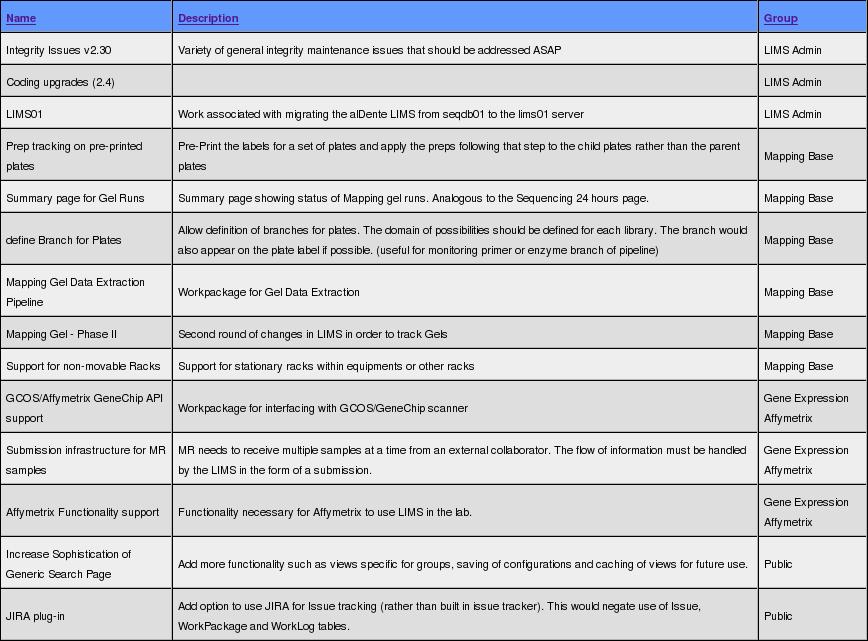 Name Description Group
Integrity Issues v2.30 Variety of general integrity maintenance issues that should be addressed ASAP LIMS Admin
Coding upgrades (2.4) LIMS Admin
LIMS01 Work associated with migrating the alDente LIMS from seqdb01 to the lims01 server LIMS Admin
Prep tracking on pre-printed
plates
Pre-Print the labels for a set of plates and apply the preps following that step to the child plates rather than the parent
plates
Mapping Base
Summary page for Gel Runs Summary page showing status of Mapping gel runs. Analogous to the Sequencing 24 hours page. Mapping Base
define Branch for Plates
Allow definition of branches for plates. The domain of possibilities should be defined for each library. The branch would
also appear on the plate label if possible. (useful for monitoring primer or enzyme branch of pipeline)
Mapping Base
Mapping Gel Data Extraction
Pipeline
Workpackage for Gel Data Extraction
Mapping Base
Mapping Gel - Phase II Second round of changes in LIMS in order to track Gels Mapping Base
Support for non-movable Racks Support for stationary racks within equipments or other racks Mapping Base
GCOS/Affymetrix GeneChip API
support
Workpackage for interfacing with GCOS/GeneChip scanner
Gene Expression
Affymetrix
Submission infrastructure for MR
samples
MR needs to receive multiple samples at a time from an external collaborator. The flow of information must be handled
by the LIMS in the form of a submission.
Gene Expression
Affymetrix
Affymetrix Functionality support
Functionality necessary for Affymetrix to use LIMS in the lab.
Gene Expression
Affymetrix
Increase Sophistication of
Generic Search Page
Add more functionality such as views specific for groups, saving of configurations and caching of views for future use.
Public
JIRA plug-in
Add option to use JIRA for Issue tracking (rather than built in issue tracker). This would negate use of Issue,
WorkPackage and WorkLog tables.
Public